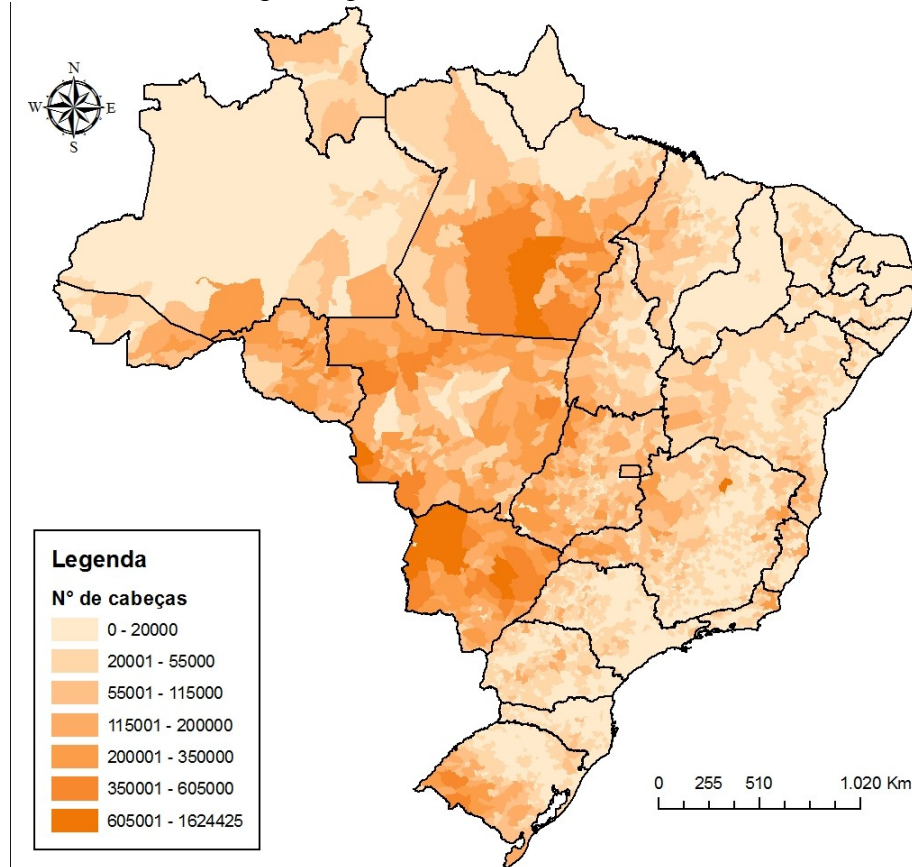 N
W E
S
Legenda
N° de cabeças
0 - 20000
20001 - 55000
55001 - 115000
115001 - 200000
200001 - 350000
350001 - 605000
605001 - 1624425
0 255 510 1.020 Km